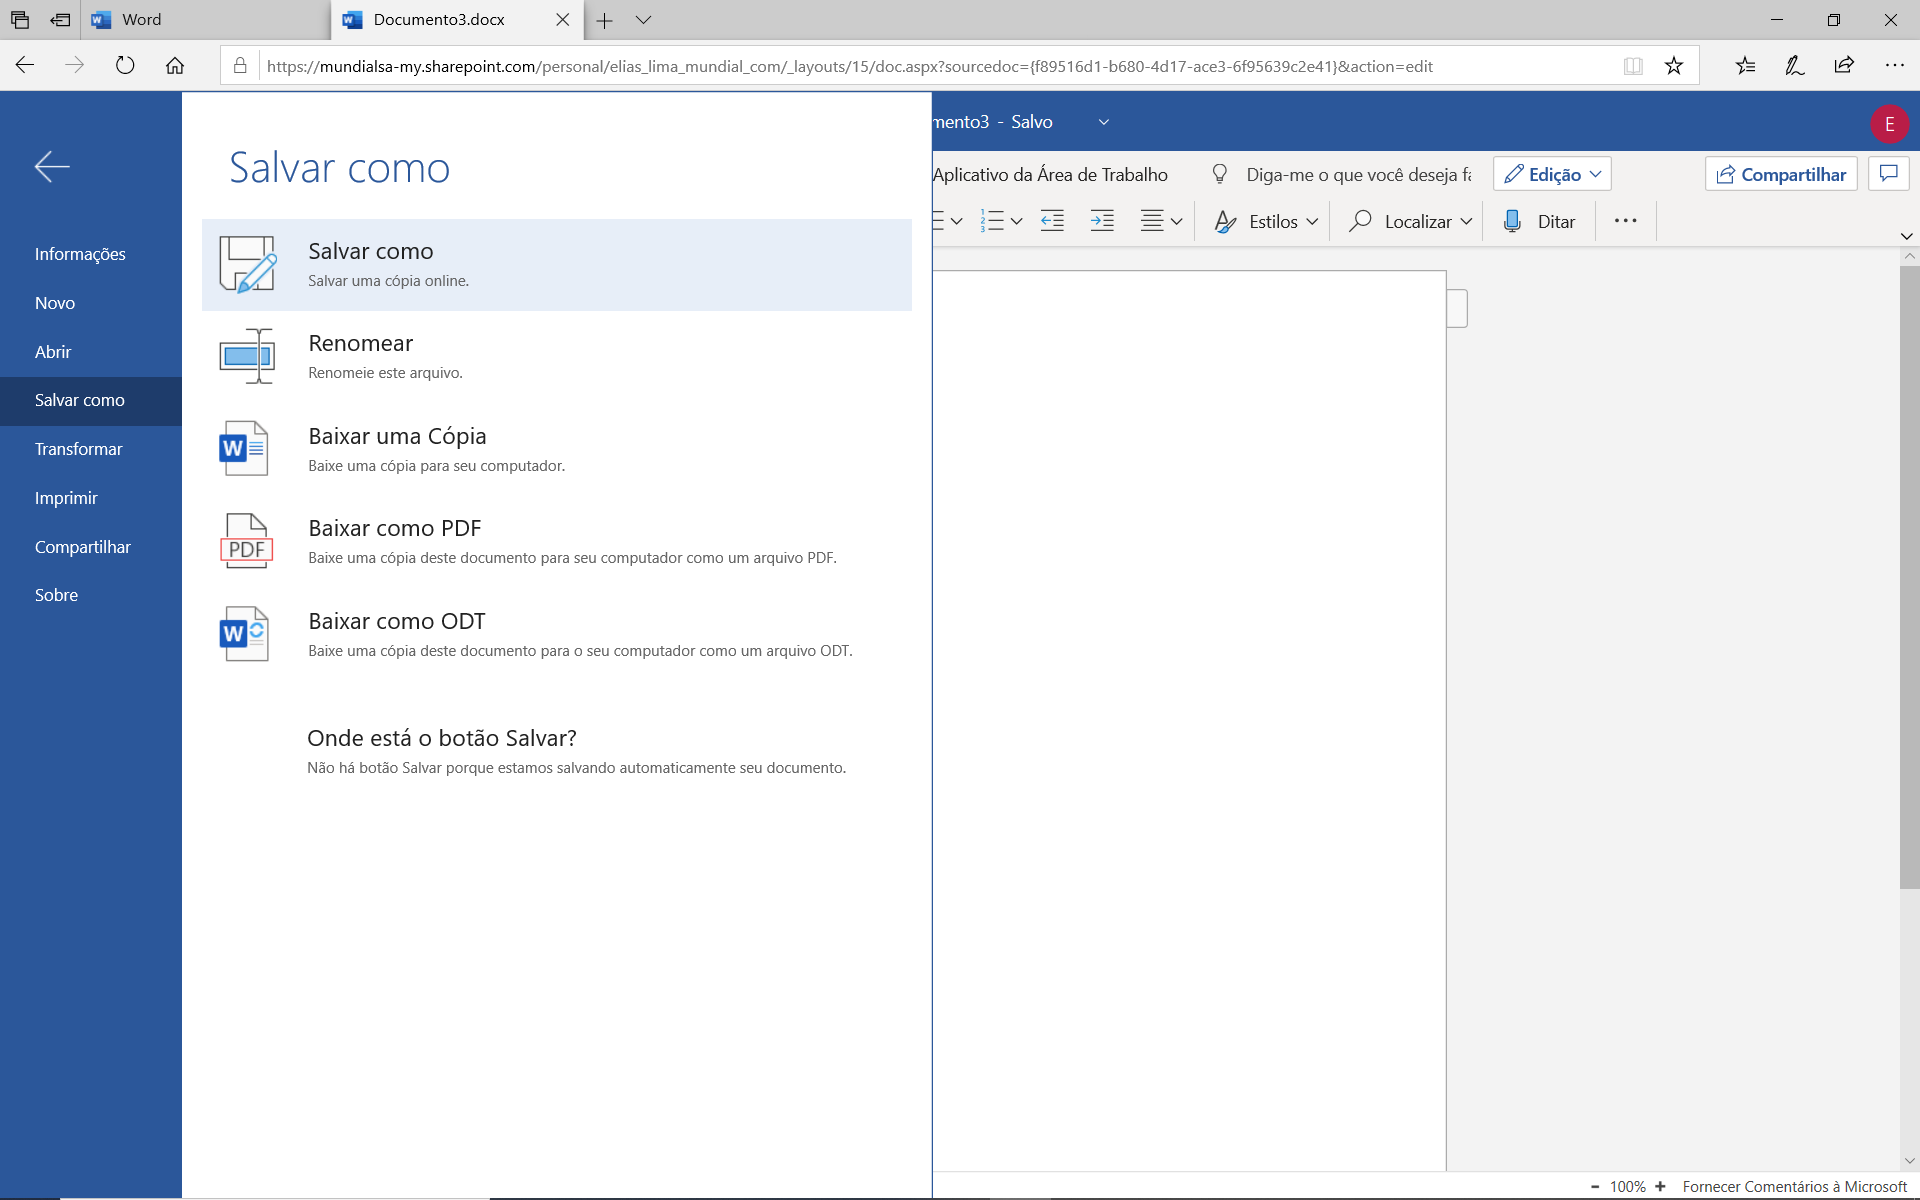 Word
Documento3.docx
https://mundialsa-my.sharepoint.com/personal/elias_lima_mundial_com/_layouts/15/doc.aspx?sourcedoc={f89516d1-b680-4d17-ace3-6f95639c2e41}&action=edit
mento3 - Salvo
E
Aplicativo da Área de Trabalho
Diga-me o que você deseja fa
Edição
Compartilhar
Estilos
Localizar
Ditar
Informações
Novo
Abrir
Salvar como
Transformar
Imprimir
Compartilhar
Sobre
Salvar como
Salvar como
Salvar uma cópia online.
Renomear
Renomeie este arquivo.
Baixar uma Cópia
Baixe uma cópia para seu computador.
PDF
Baixar como PDF
Baixe uma cópia deste documento para seu computador como um arquivo PDF.
Baixar como ODT
Baixe uma cópia deste documento para o seu computador como um arquivo ODT.
Onde está o botão Salvar?
Não há botão Salvar porque estamos salvando automaticamente seu documento.
100%
Fornecer Comentários à Microsoft